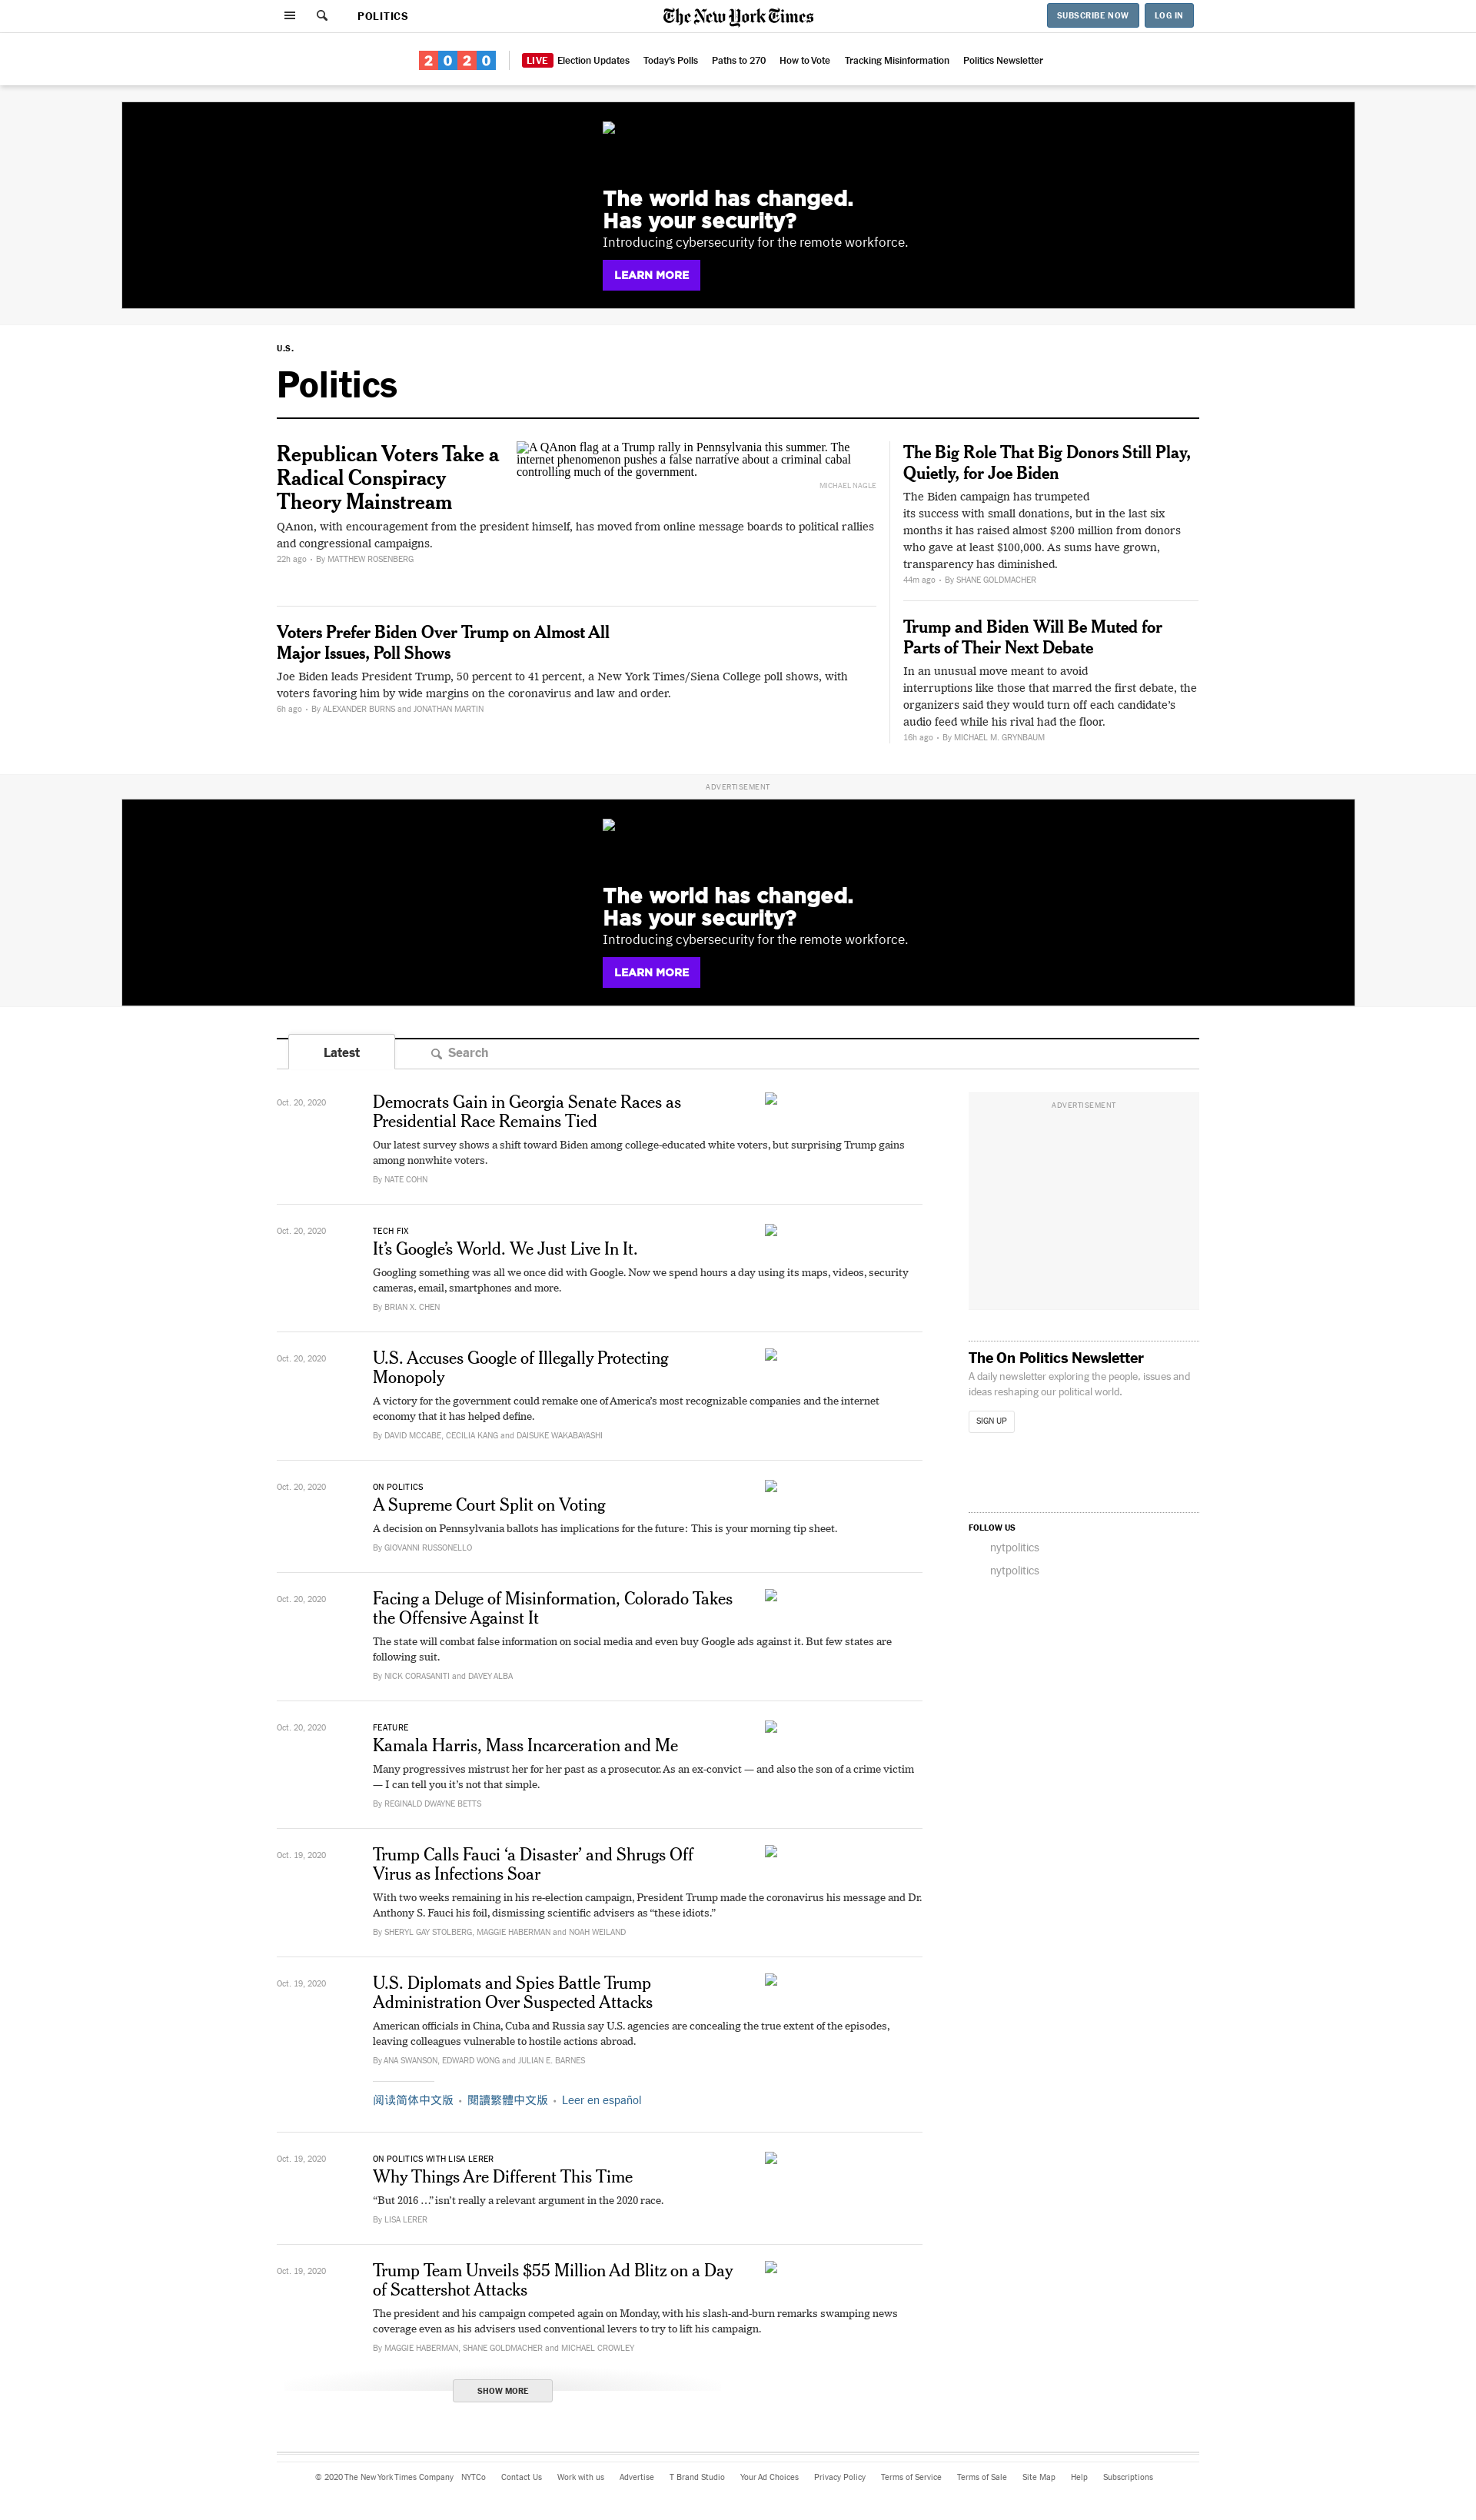 POLITICS
The New York Times
SUBSCRIBE NOW
LOG IN
2020
LIVE Election Updates
Today's Polls
Paths to 270
How to Vote
Tracking Misinformation
Politics Newsletter
The world has changed.
Has your security?
Introducing cybersecurity for the remote workforce.
LEARN MORE
U.S.
Politics
Republican Voters Take a
Radical Conspiracy
Theory Mainstream
A QAnon flag at a Trump rally in Pennsylvania this summer. The
internet phenomenon pushes a false narrative about a criminal cabal
controlling much of the government.
MICHAEL NAGLE
QAnon, with encouragement from the president himself, has moved from online message boards to political rallies
and congressional campaigns.
22h ago • By MATTHEW ROSENBERG
Voters Prefer Biden Over Trump on Almost All
Major Issues, Poll Shows
Joe Biden leads President Trump, 50 percent to 41 percent, a New York Times/Siena College poll shows, with
voters favoring him by wide margins on the coronavirus and law and order.
6h ago • By ALEXANDER BURNS and JONATHAN MARTIN
The Big Role That Big Donors Still Play,
Quietly, for Joe Biden
The Biden campaign has trumpeted
its success with small donations, but in the last six
months it has raised almost $200 million from donors
who gave at least $100,000. As sums have grown,
transparency has diminished.
44m ago • By SHANE GOLDMACHER
Trump and Biden Will Be Muted for
Parts of Their Next Debate
In an unusual move meant to avoid
interruptions like those that marred the first debate, the
organizers said they would turn off each candidate's
audio feed while his rival had the floor.
16h ago • By MICHAEL M. GRYNBAUM
ADVERTISEMENT
The world has changed.
Has your security?
Introducing cybersecurity for the remote workforce.
LEARN MORE
Latest
Search
Oct. 20, 2020
Democrats Gain in Georgia Senate Races as
Presidential Race Remains Tied
Our latest survey shows a shift toward Biden among college-educated white voters, but surprising Trump gains
among nonwhite voters.
By NATE COHN
Oct. 20, 2020
TECH FIX
It's Google's World. We Just Live In It.
Googling something was all we once did with Google. Now we spend hours a day using its maps, videos, security
cameras, email, smartphones and more.
By BRIAN X. CHEN
Oct. 20, 2020
U.S. Accuses Google of Illegally Protecting
Monopoly
A victory for the government could remake one of America's most recognizable companies and the internet
economy that it has helped define.
By DAVID MCCABE, CECILIA KANG and DAISUKE WAKABAYASHI
Oct. 20, 2020
ON POLITICS
A Supreme Court Split on Voting
A decision on Pennsylvania ballots has implications for the future: This is your morning tip sheet.
By GIOVANNI RUSSONELLO
Oct. 20, 2020
Facing a Deluge of Misinformation, Colorado Takes
the Offensive Against It
The state will combat false information on social media and even buy Google ads against it. But few states are
following suit.
By NICK CORASANITI and DAVEY ALBA
Oct. 20, 2020
FEATURE
Kamala Harris, Mass Incarceration and Me
Many progressives mistrust her for her past as a prosecutor. As an ex-convict — and also the son of a crime victim
— I can tell you it's not that simple.
By REGINALD DWAYNE BETTS
Oct. 19, 2020
Trump Calls Fauci 'a Disaster' and Shrugs Off
Virus as Infections Soar
With two weeks remaining in his re-election campaign, President Trump made the coronavirus his message and Dr.
Anthony S. Fauci his foil, dismissing scientific advisers as “these idiots.”
By SHERYL GAY STOLBERG, MAGGIE HABERMAN and NOAH WEILAND
Oct. 19, 2020
U.S. Diplomats and Spies Battle Trump
Administration Over Suspected Attacks
American officials in China, Cuba and Russia say U.S. agencies are concealing the true extent of the episodes,
leaving colleagues vulnerable to hostile actions abroad.
By ANA SWANSON, EDWARD WONG and JULIAN E. BARNES
阅读简体中文版 • 閱讀繁體中文版 • Leer en español
Oct. 19, 2020
ON POLITICS WITH LISA LERER
Why Things Are Different This Time
“But 2016 …” isn't really a relevant argument in the 2020 race.
By LISA LERER
Oct. 19, 2020
Trump Team Unveils $55 Million Ad Blitz on a Day
of Scattershot Attacks
The president and his campaign competed again on Monday, with his slash-and-burn remarks swamping news
coverage even as his advisers used conventional levers to try to lift his campaign.
By MAGGIE HABERMAN, SHANE GOLDMACHER and MICHAEL CROWLEY
SHOW MORE
ADVERTISEMENT
The On Politics Newsletter
A daily newsletter exploring the people, issues and
ideas reshaping our political world.
SIGN UP
FOLLOW US
nytpolitics
nytpolitics
© 2020 The New York Times Company NYTCo Contact Us Work with us Advertise T Brand Studio Your Ad Choices Privacy Policy Terms of Service Terms of Sale Site Map Help Subscriptions